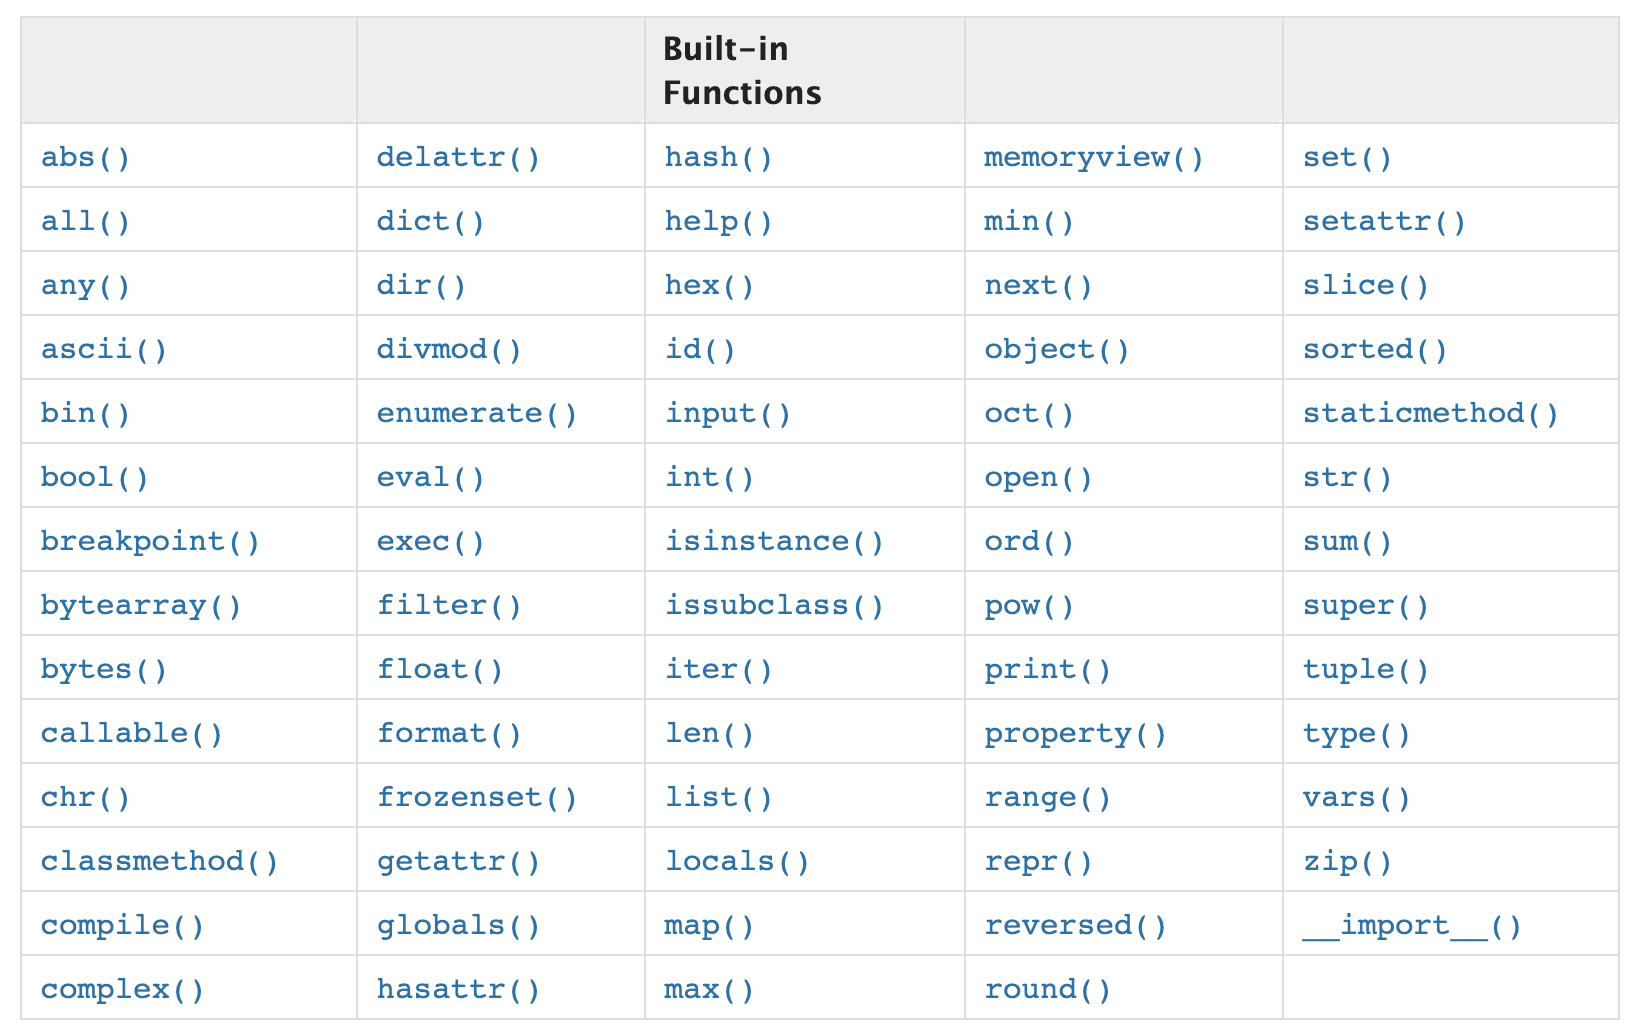 Built-in
Functions
abs() delattr() hash() memoryview() set()
all() dict() help() min() setattr()
any() dir() hex() next() slice()
ascii() divmod() id() object() sorted()
bin() enumerate() input() oct() staticmethod()
bool() eval() int() open() str()
breakpoint() exec() isinstance() ord() sum()
bytearray() filter() issubclass() pow() super()
bytes() float() iter() print() tuple()
callable() format() len() property() type()
chr() frozenset() list() range() vars()
classmethod() getattr() locals() repr() zip()
compile() globals() map() reversed() __import__()
complex() hasattr() max() round()